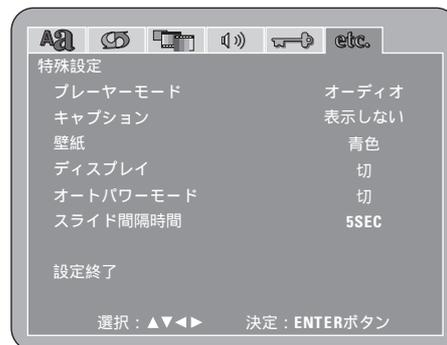 Aa etc.
特殊設定
プレーヤーモード オーディオ
キャプション 表示しない
壁紙 青色
ディスプレイ 切
オートパワーモード 切
スライド間隔時間 5SEC
設定終了
選択：▲▼◀▶ 決定：ENTERボタン